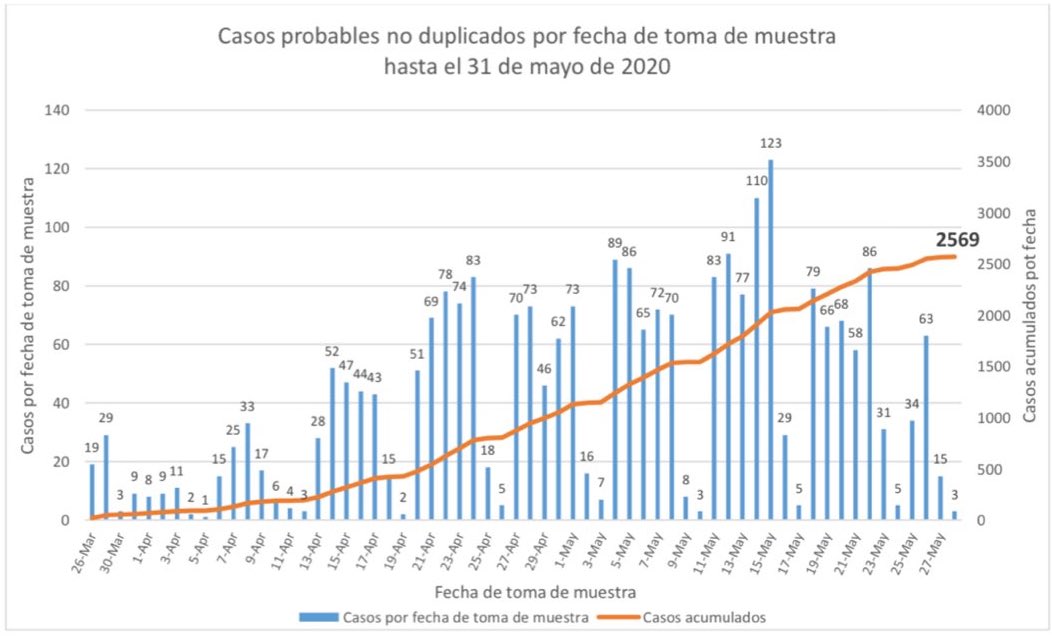 Casos probables no duplicados por fecha de toma de muestra
hasta el 31 de mayo de 2020
140
120
100
80
60
40
20
0
4000
3500
3000
2500
2000
1500
1000
500
0
Casos por fecha de toma de muestra
Casos acumulados pot fecha
19
29
3
9
8
9
11
2
1
15
25
33
17
6
4
3
28
52
47
44
43
15
2
51
69
78
74
83
18
5
70
73
46
62
73
16
7
89
86
65
72
70
8
3
83
91
77
110
123
29
5
79
66
68
58
86
31
5
34
63
15
3
2569
26-Mar
30-Mar
1-Apr
3-Apr
5-Apr
7-Apr
9-Apr
11-Apr
13-Apr
15-Apr
17-Apr
19-Apr
21-Apr
23-Apr
25-Apr
27-Apr
29-Apr
1-May
3-May
5-May
7-May
9-May
11-May
13-May
15-May
17-May
19-May
21-May
23-May
25-May
27-May
Fecha de toma de muestra
Casos por fecha de toma de muestra
Casos acumulados